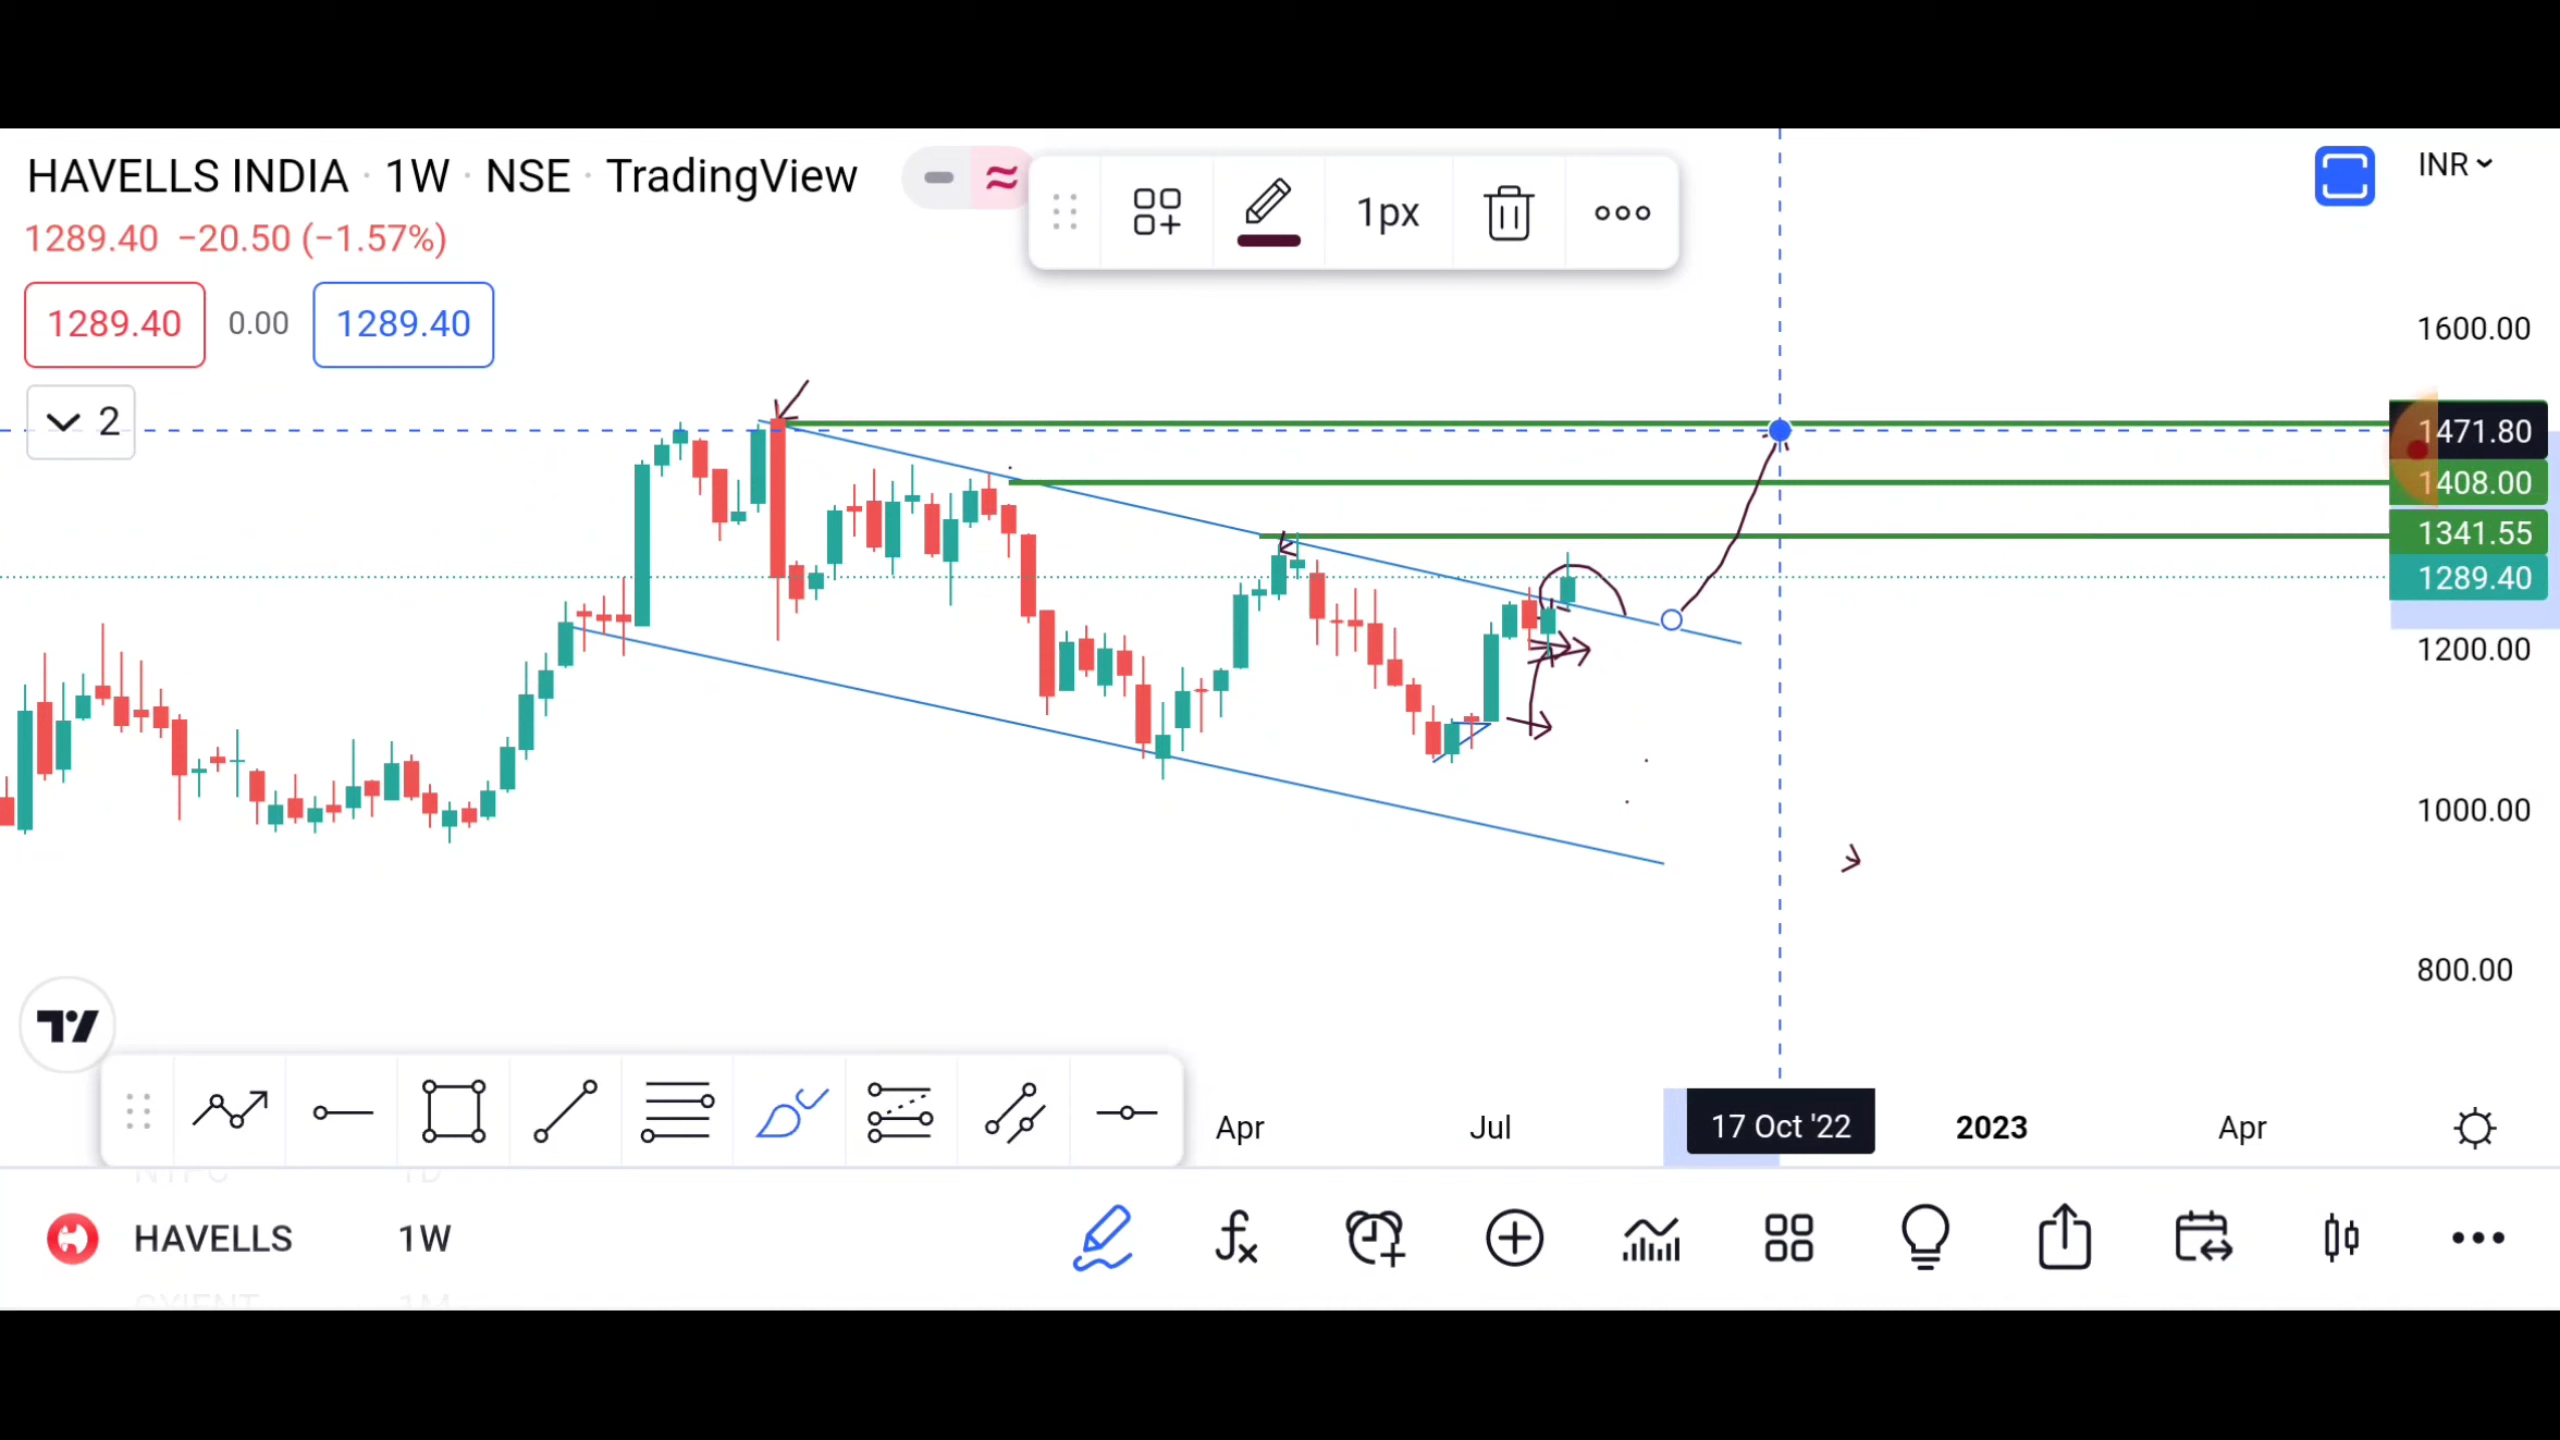 HAVELLS INDIA · 1W · NSE · TradingView
1289.40 −20.50 (−1.57%)
1289.40 0.00 1289.40
2
1px
INR
1600.00
1471.80
1408.00
1341.55
1289.40
1200.00
1000.00
800.00
Apr Jul 17 Oct '22 2023 Apr
HAVELLS 1W